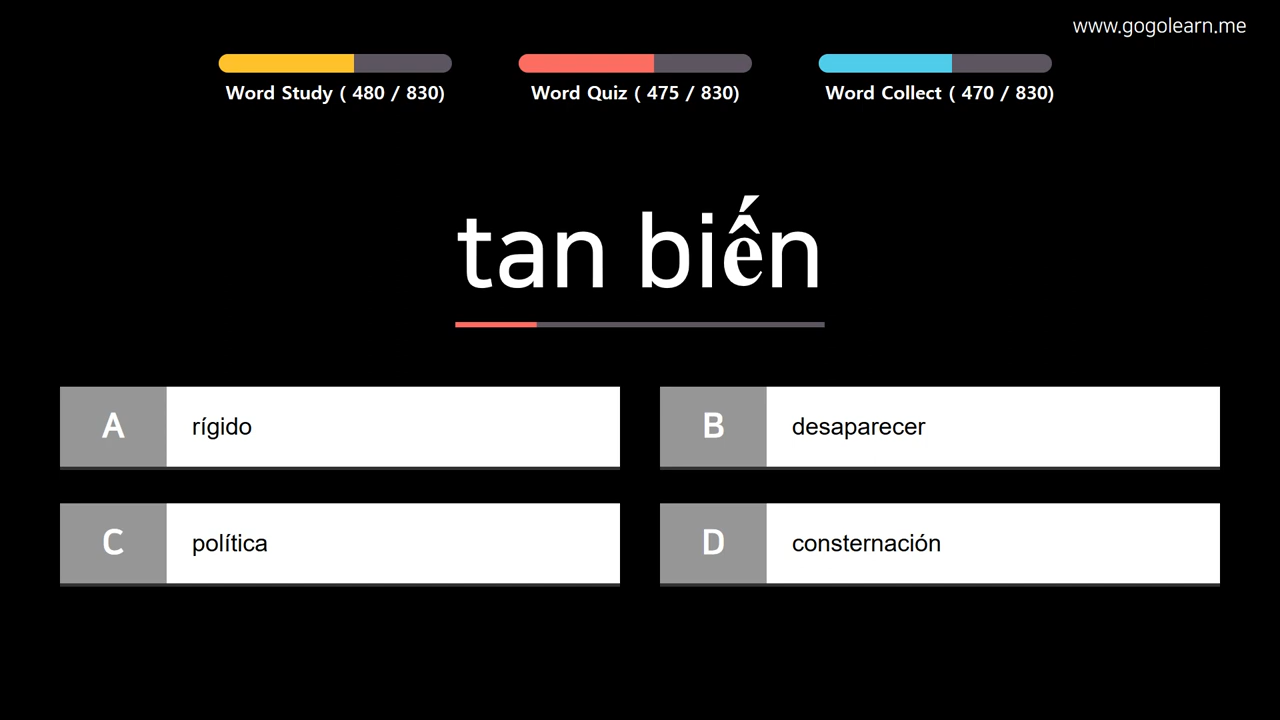 www.gogolearn.me
Word Study ( 480 / 830)
Word Quiz ( 475 / 830)
Word Collect ( 470 / 830)
tan biến
A rígido
B desaparecer
C política
D consternación